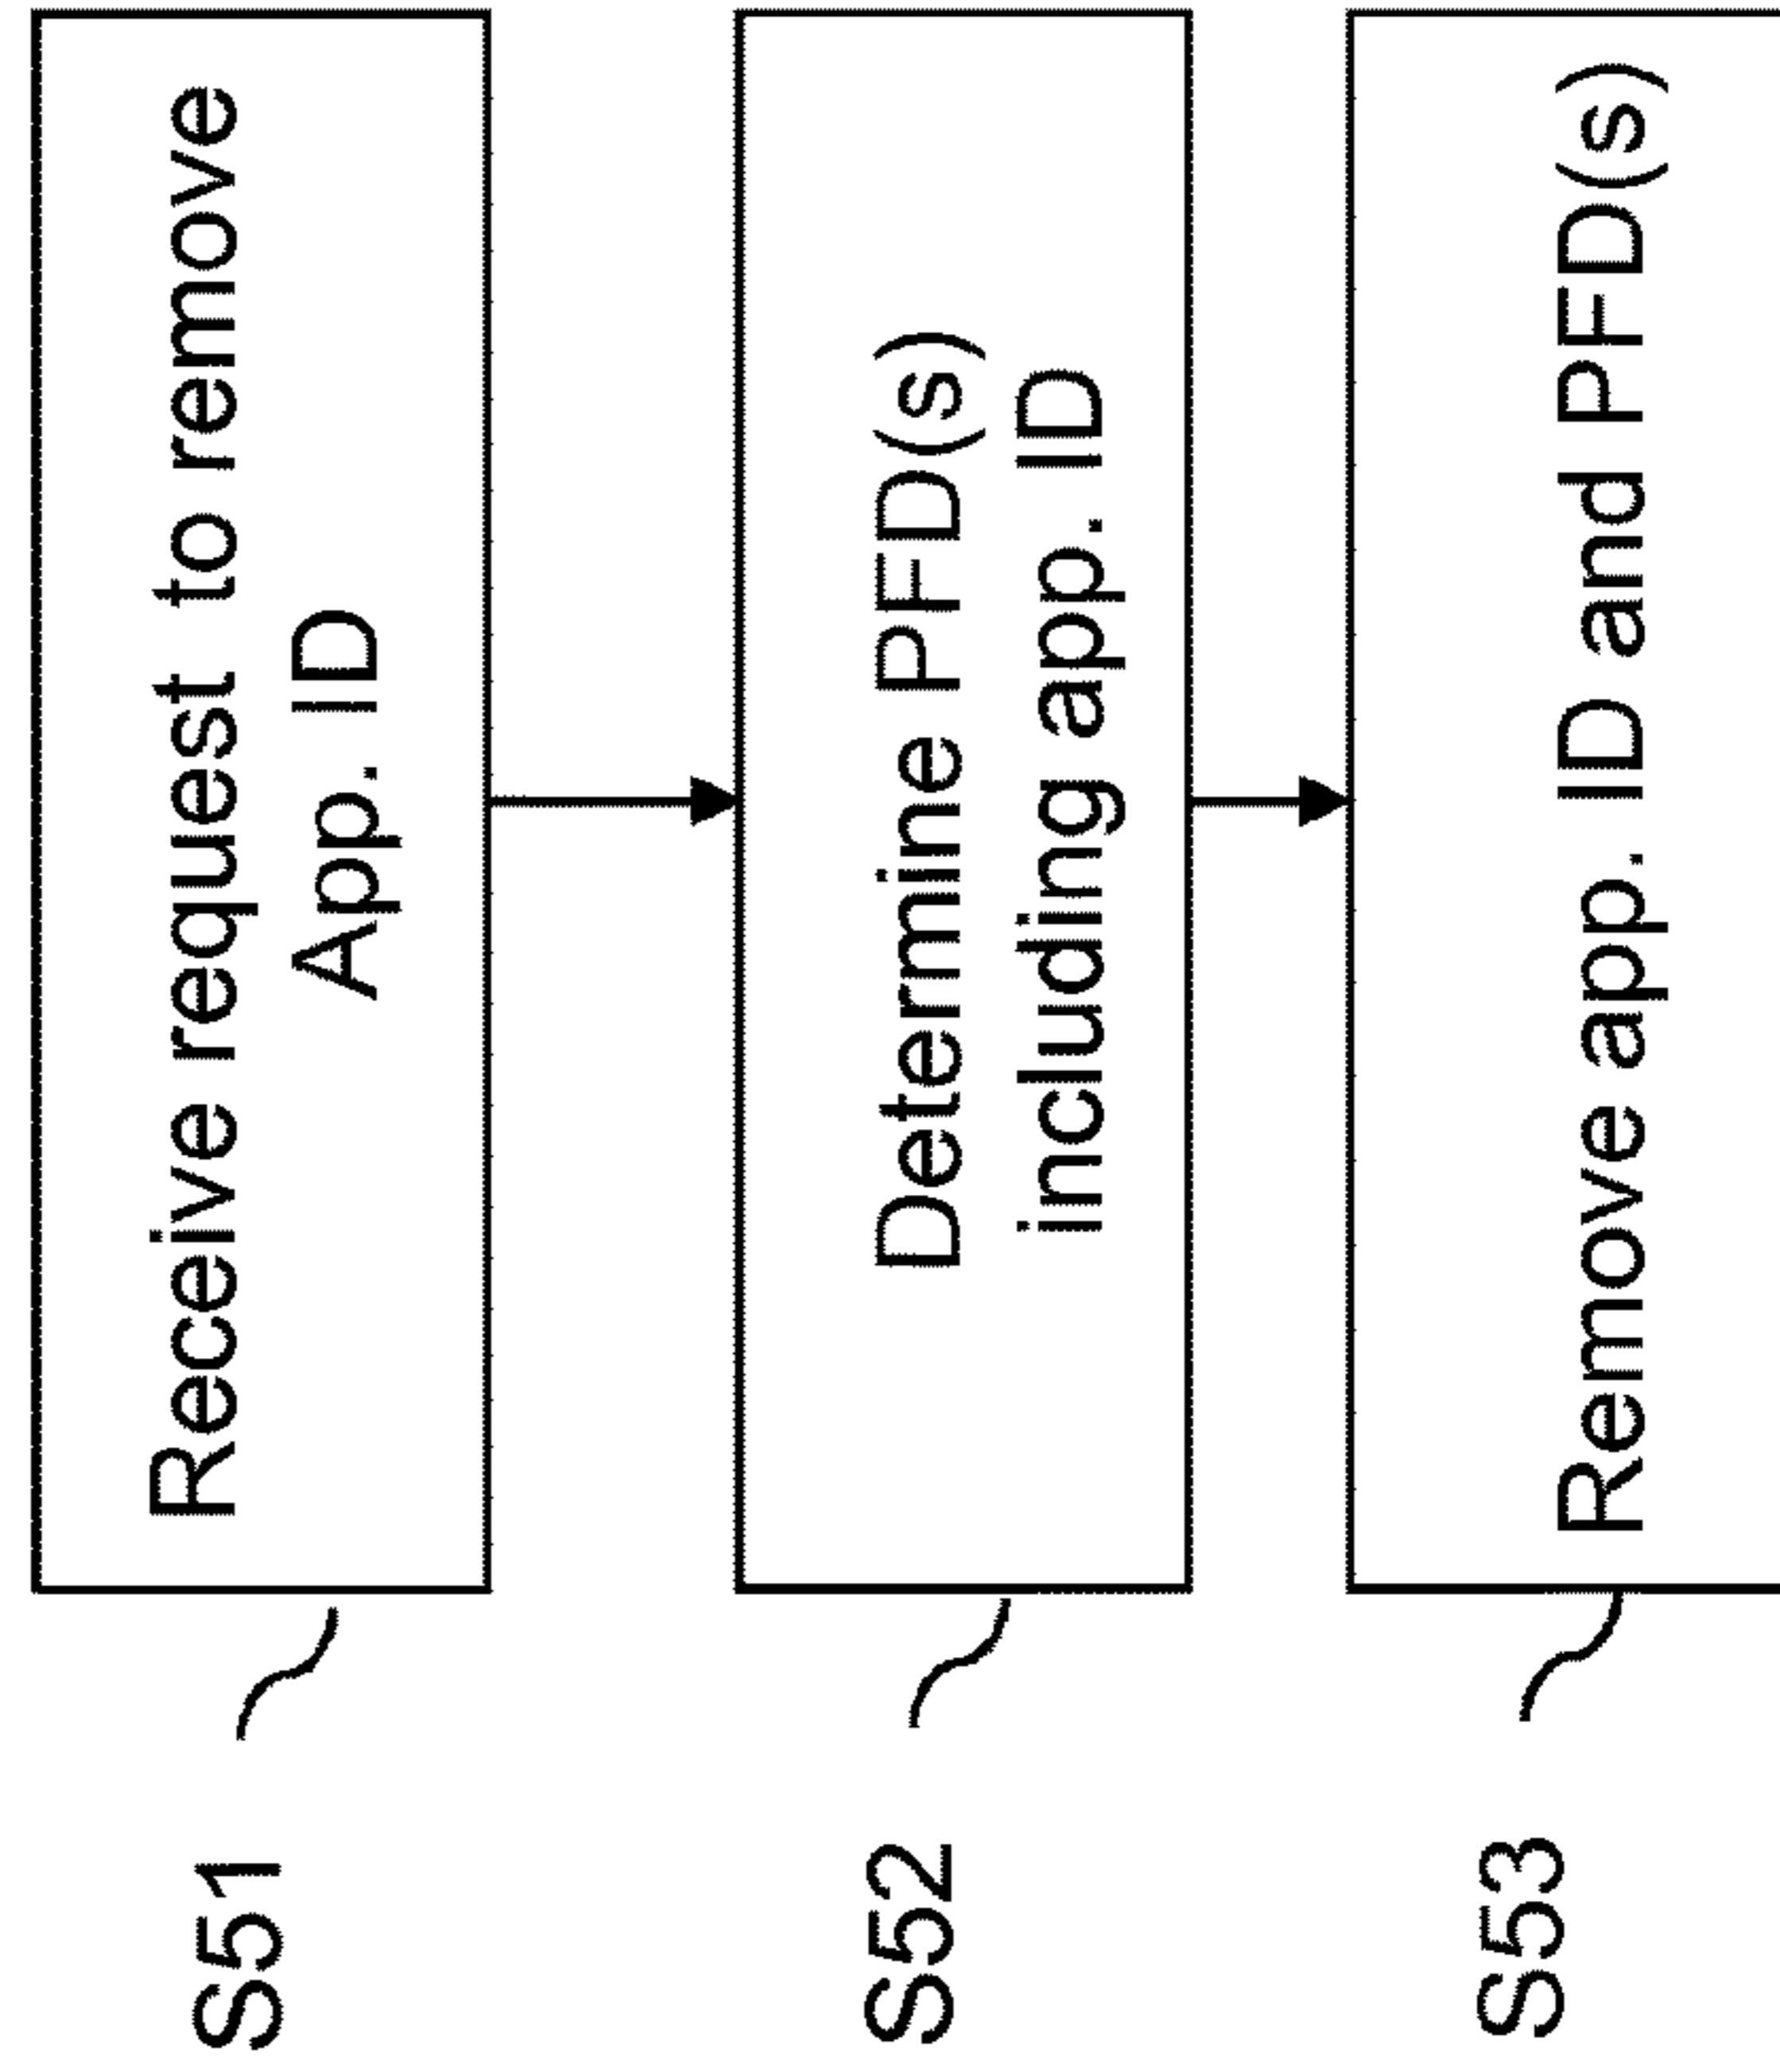 S51
Receive request to remove
App. ID
S52
Determine PFD(s)
including app. ID
S53
Remove app. ID and PFD(s)